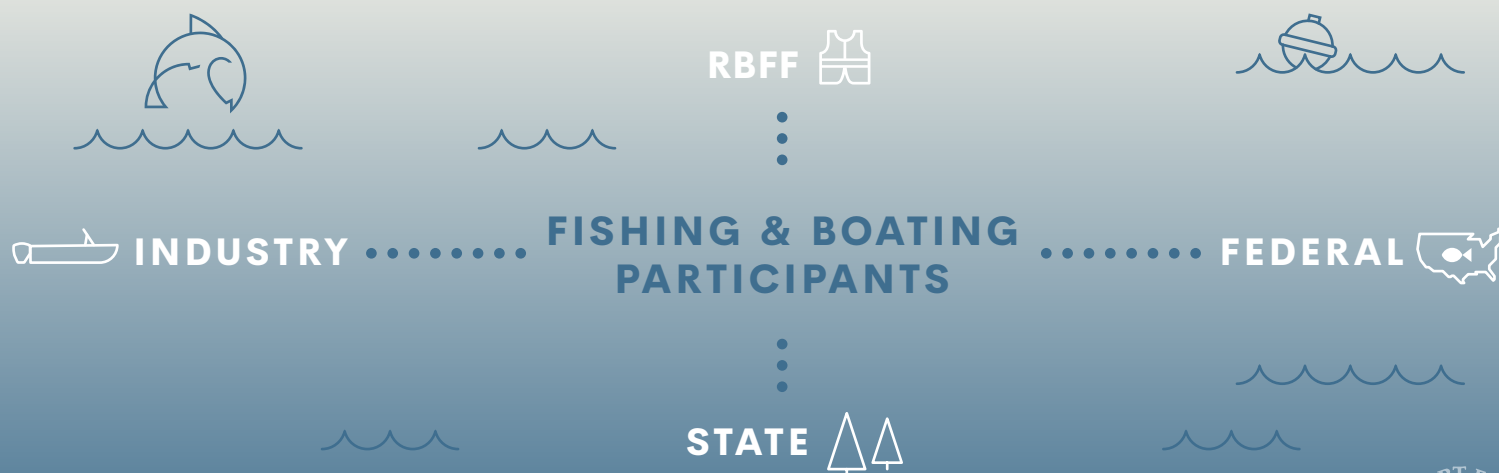 RBFF
INDUSTRY
FISHING & BOATING
PARTICIPANTS
FEDERAL
STATE